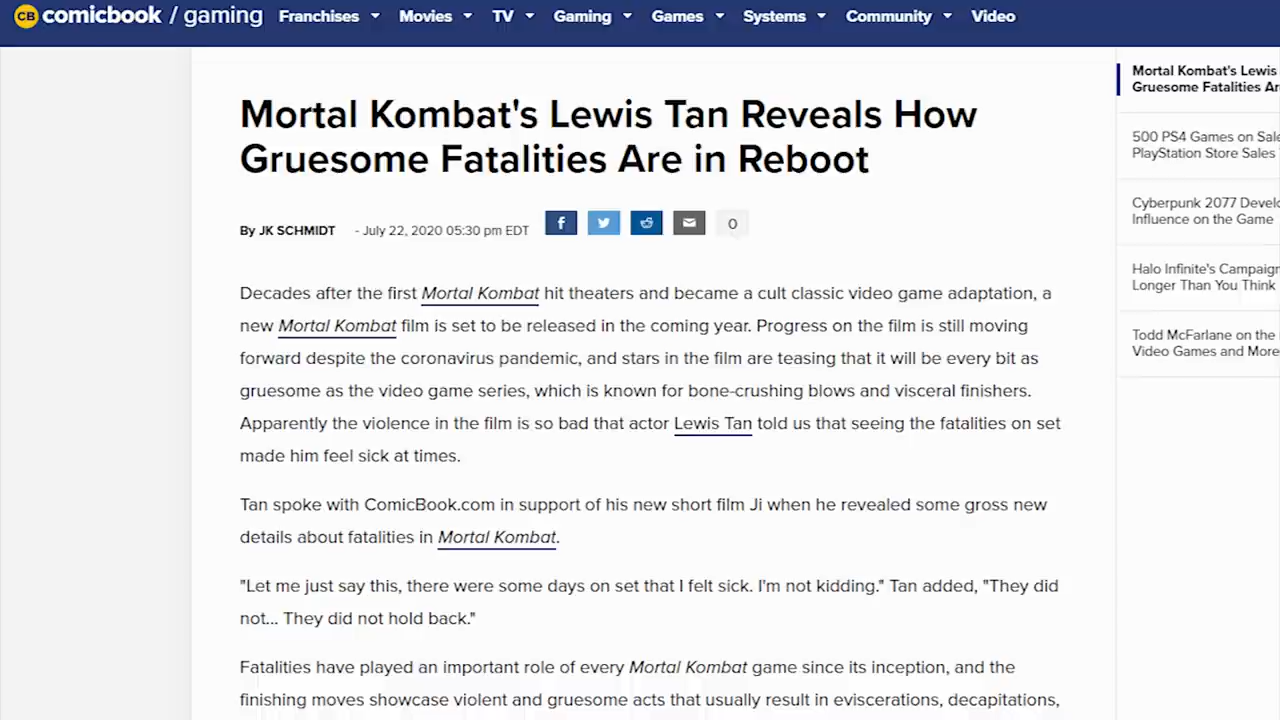 CB comicbook / gaming Franchises Movies TV Gaming Games Systems Community Video
Mortal Kombat's Lewis Tan Reveals How
Gruesome Fatalities Are in Reboot
By JK SCHMIDT - July 22, 2020 05:30 pm EDT f 0
Decades after the first Mortal Kombat hit theaters and became a cult classic video game adaptation, a
new Mortal Kombat film is set to be released in the coming year. Progress on the film is still moving
forward despite the coronavirus pandemic, and stars in the film are teasing that it will be every bit as
gruesome as the video game series, which is known for bone-crushing blows and visceral finishers.
Apparently the violence in the film is so bad that actor Lewis Tan told us that seeing the fatalities on set
made him feel sick at times.
Tan spoke with ComicBook.com in support of his new short film Ji when he revealed some gross new
details about fatalities in Mortal Kombat.
"Let me just say this, there were some days on set that I felt sick. I'm not kidding." Tan added, "They did
not... They did not hold back."
Fatalities have played an important role of every Mortal Kombat game since its inception, and the
finishing moves showcase violent and gruesome acts that usually result in eviscerations, decapitations,
Mortal Kombat's Lewis
Gruesome Fatalities Ar
500 PS4 Games on Sale
PlayStation Store Sales
Cyberpunk 2077 Develo
Influence on the Game
Halo Infinite's Campaign
Longer Than You Think
Todd McFarlane on the
Video Games and More